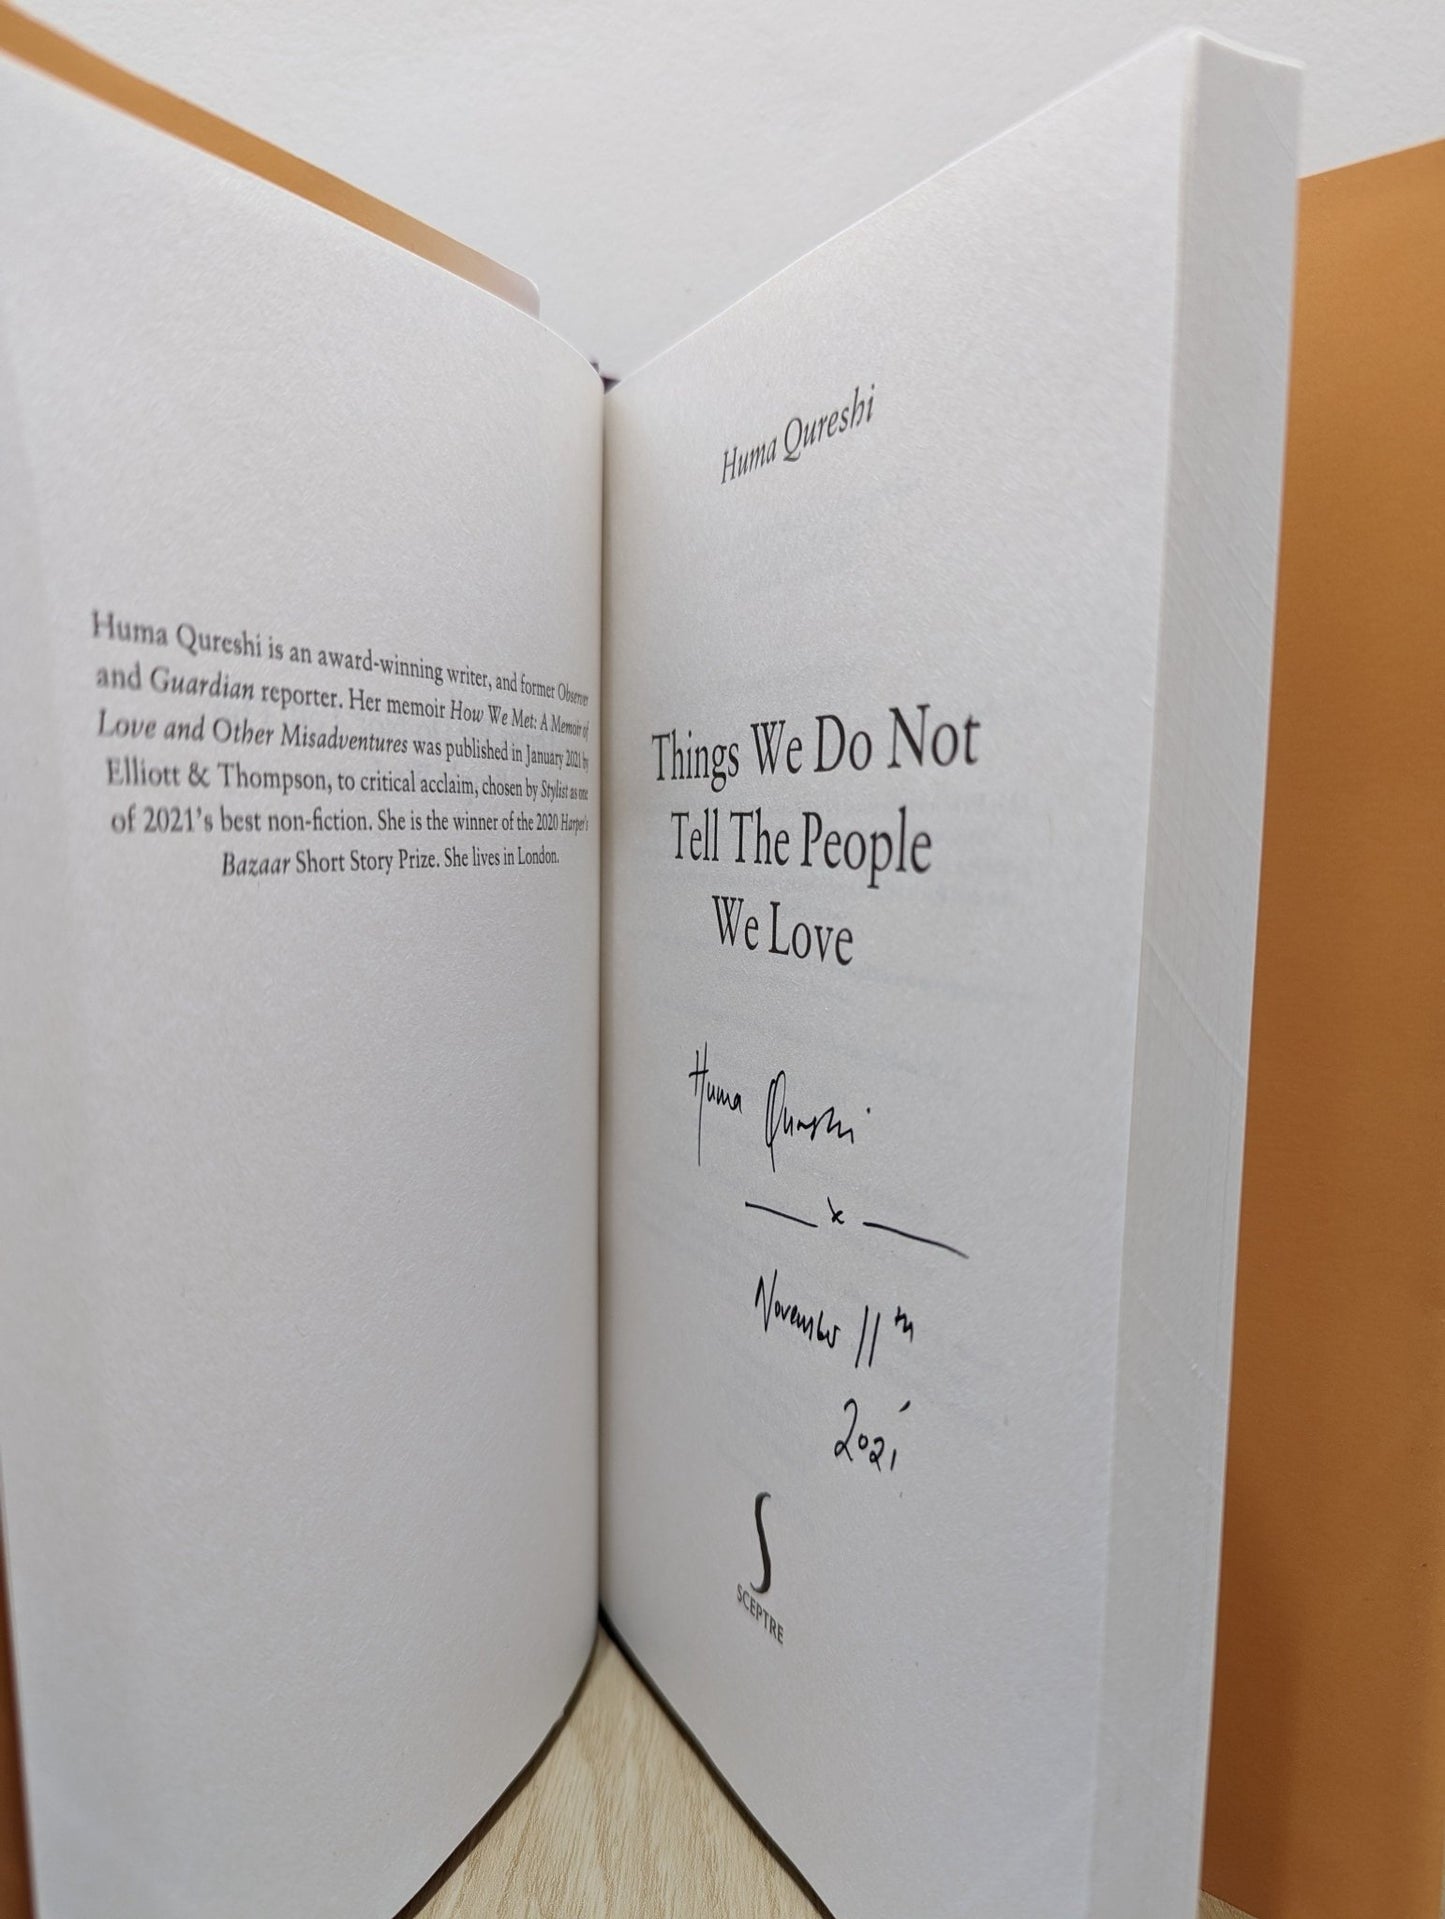 Huma Qureshi is an award-winning writer, and former Observer
and Guardian reporter. Her memoir How We Met: A Memoir of
Love and Other Misadventures was published in January 2021 by
Elliott & Thompson, to critical acclaim, chosen by Stylist as one
of 2021's best non-fiction. She is the winner of the 2020 Harper's
Bazaar Short Story Prize. She lives in London.
Huma Qureshi
Things We Do Not
Tell The People
We Love
Huma Qureshi
— x —
November 11th
2021
S
SCEPTRE